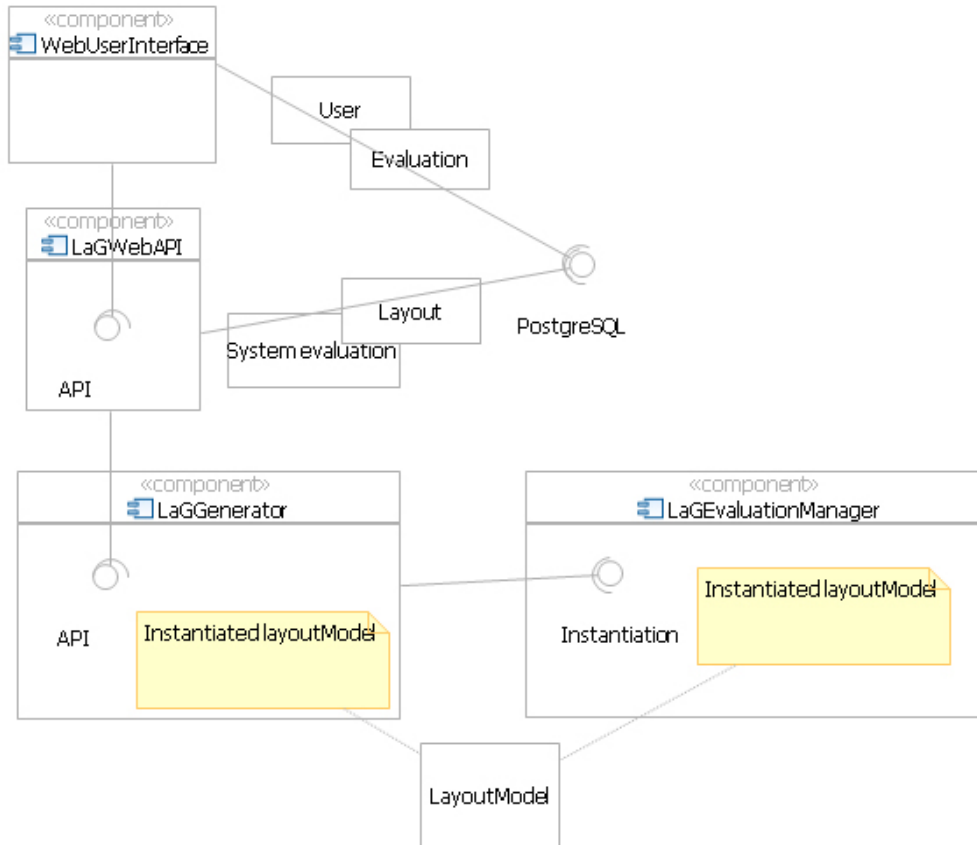 «component»
WebUserInterface
User
Evaluation
«component»
LaGWebAPI
Layout
PostgreSQL
System evaluation
API
«component»
LaGGenerator
«component»
LaGEvaluationManager
Instantiated layoutModel
Instantiated layoutModel
API
Instantiation
LayoutModel